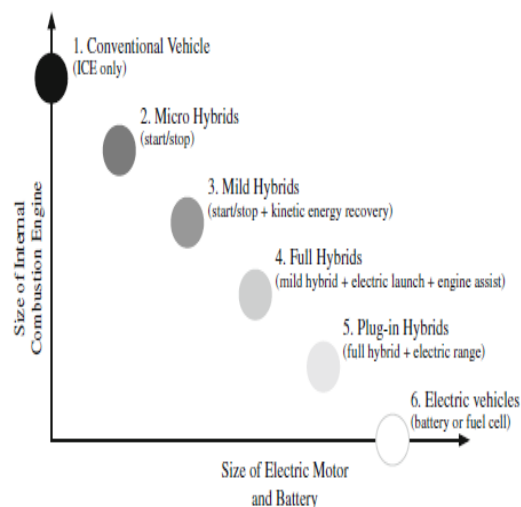 1. Conventional Vehicle
(ICE only)
2. Micro Hybrids
(start/stop)
3. Mild Hybrids
(start/stop + kinetic energy recovery)
4. Full Hybrids
(mild hybrid + electric launch + engine assist)
5. Plug-in Hybrids
(full hybrid + electric range)
6. Electric vehicles
(battery or fuel cell)
Size of Internal
Combustion Engine
Size of Electric Motor
and Battery